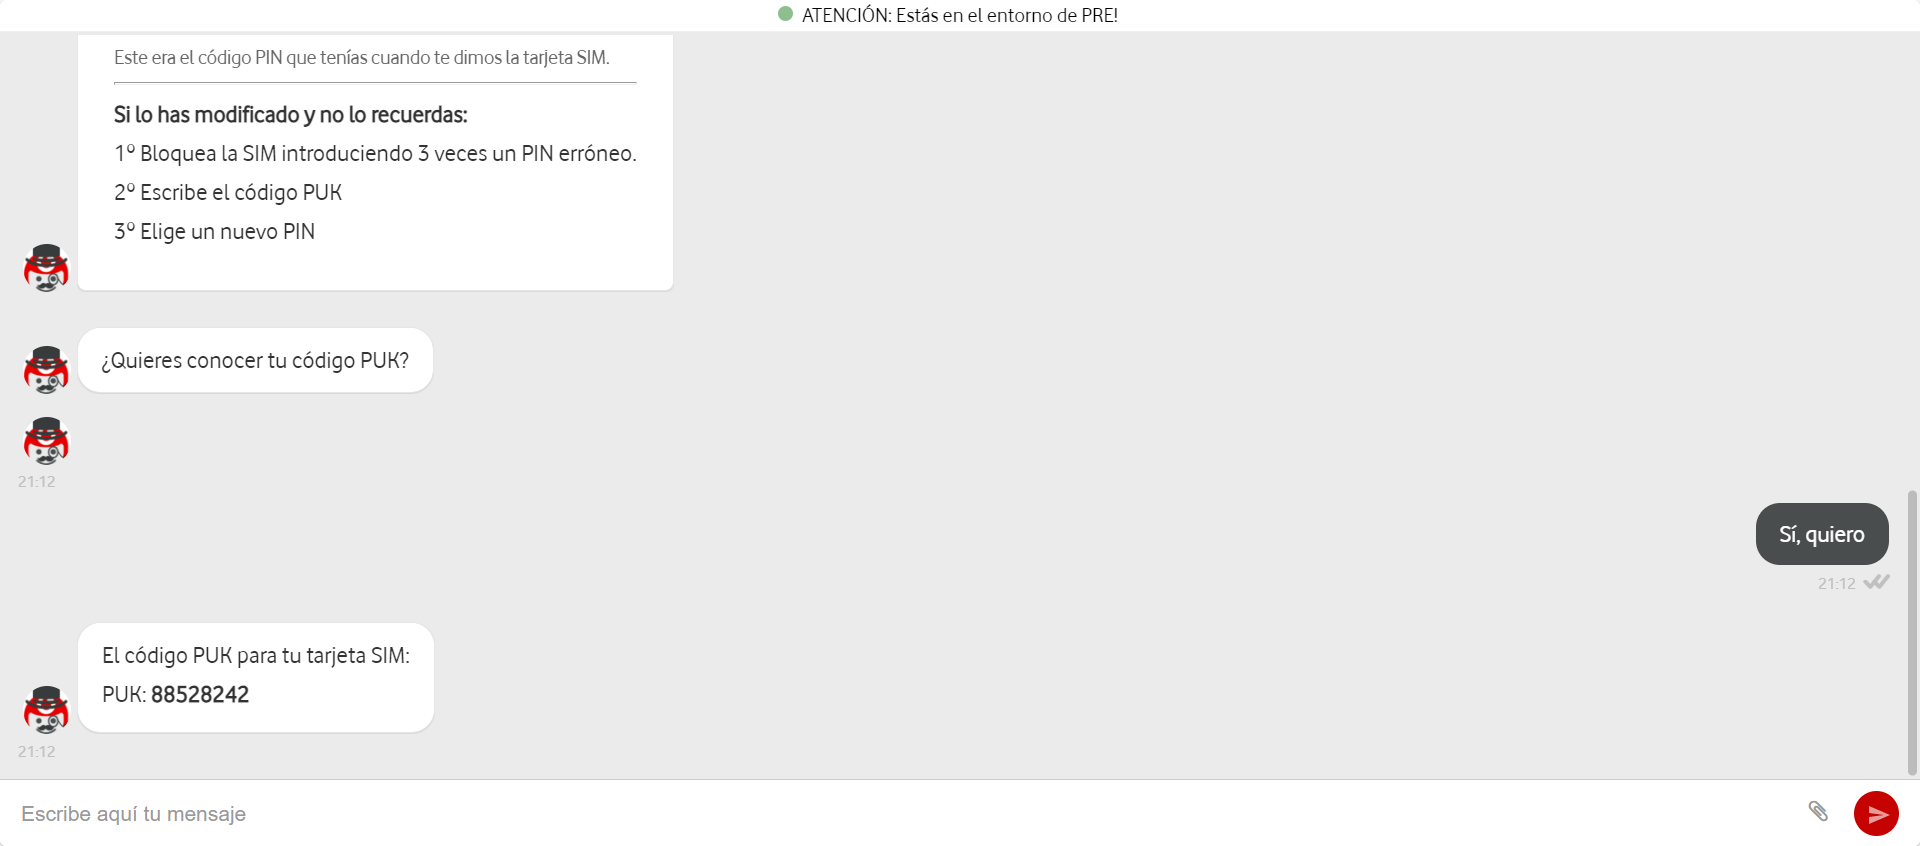 ATENCIÓN: Estás en el entorno de PRE!
Este era el código PIN que tenías cuando te dimos la tarjeta SIM.
Si lo has modificado y no lo recuerdas:
1º Bloquea la SIM introduciendo 3 veces un PIN erróneo.
2º Escribe el código PUK
3º Elige un nuevo PIN
¿Quieres conocer tu código PUK?
21:12
Sí, quiero
21:12
El código PUK para tu tarjeta SIM:
PUK: 88528242
21:12
Escribe aquí tu mensaje